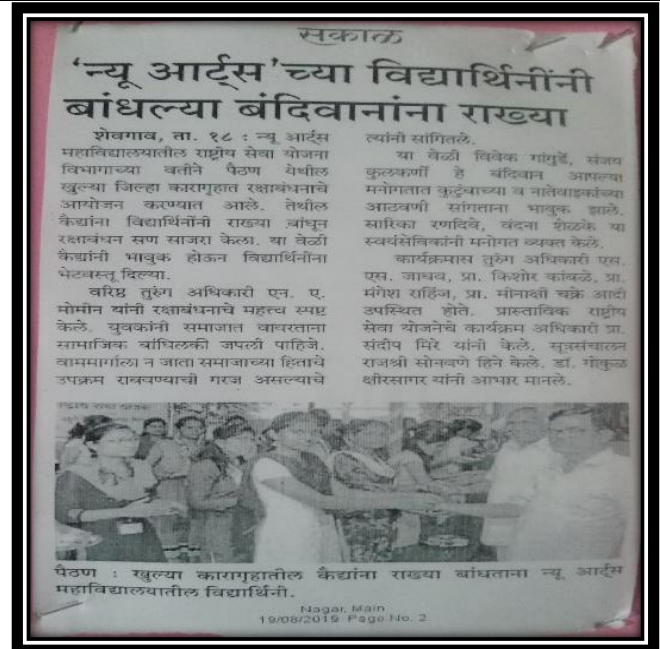 सकाळ
‘न्यू आर्ट्स’च्या विद्यार्थिनींनी
बांधल्या बंदिवानांना राख्या
शेवगाव, ता. १८ : न्यू आर्ट्स
महाविद्यालयातील राष्ट्रीय सेवा योजना
विभागाच्या वतीने पैठण येथील
खुल्या जिल्हा कारागृहात रक्षाबंधनाचे
आयोजन करण्यात आले. तेथील
कैद्यांना विद्यार्थिनींनी राख्या बांधून
रक्षाबंधन सण साजरा केला. या वेळी
कैद्यांनी भावुक होऊन विद्यार्थिनींना
भेटवस्तू दिल्या.
वरिष्ठ तुरुंग अधिकारी एन. ए.
मोमीन यांनी रक्षाबंधनाचे महत्त्व स्पष्ट
केले. युवकांनी समाजात वावरताना
सामाजिक बांधिलकी जपली पाहिजे.
वाममार्गाला न जाता समाजाच्या हिताचे
उपक्रम राबवण्याची गरज असल्याचे
त्यांनी सांगितले.
या वेळी विवेक गांगुर्डे, संजय
कुलकर्णी हे बंदिवान आपल्या
मनोगतात कुटुंबाच्या व नातेवाइकांच्या
आठवणी सांगताना भावुक झाले.
सारिका रणदिवे, वंदना शेळके या
स्वयंसेविकांनी मनोगत व्यक्त केले.
कार्यक्रमास तुरुंग अधिकारी एस.
एस. जाधव, प्रा. किशोर कांबळे, प्रा.
मंगेश राहिंज, प्रा. मीनाक्षी चक्रे आदी
उपस्थित होते. प्रास्ताविक राष्ट्रीय
सेवा योजनेचे कार्यक्रम अधिकारी प्रा.
संदीप मिरे यांनी केले. सूत्रसंचालन
राजश्री सोनवणे हिने केले. डॉ. गोकुळ
क्षीरसागर यांनी आभार मानले.
पैठण : खुल्या कारागृहातील कैद्यांना राख्या बांधताना न्यू आर्ट्स
महाविद्यालयातील विद्यार्थिनी.
Nagar, Main
19/08/2019 Page No. 2